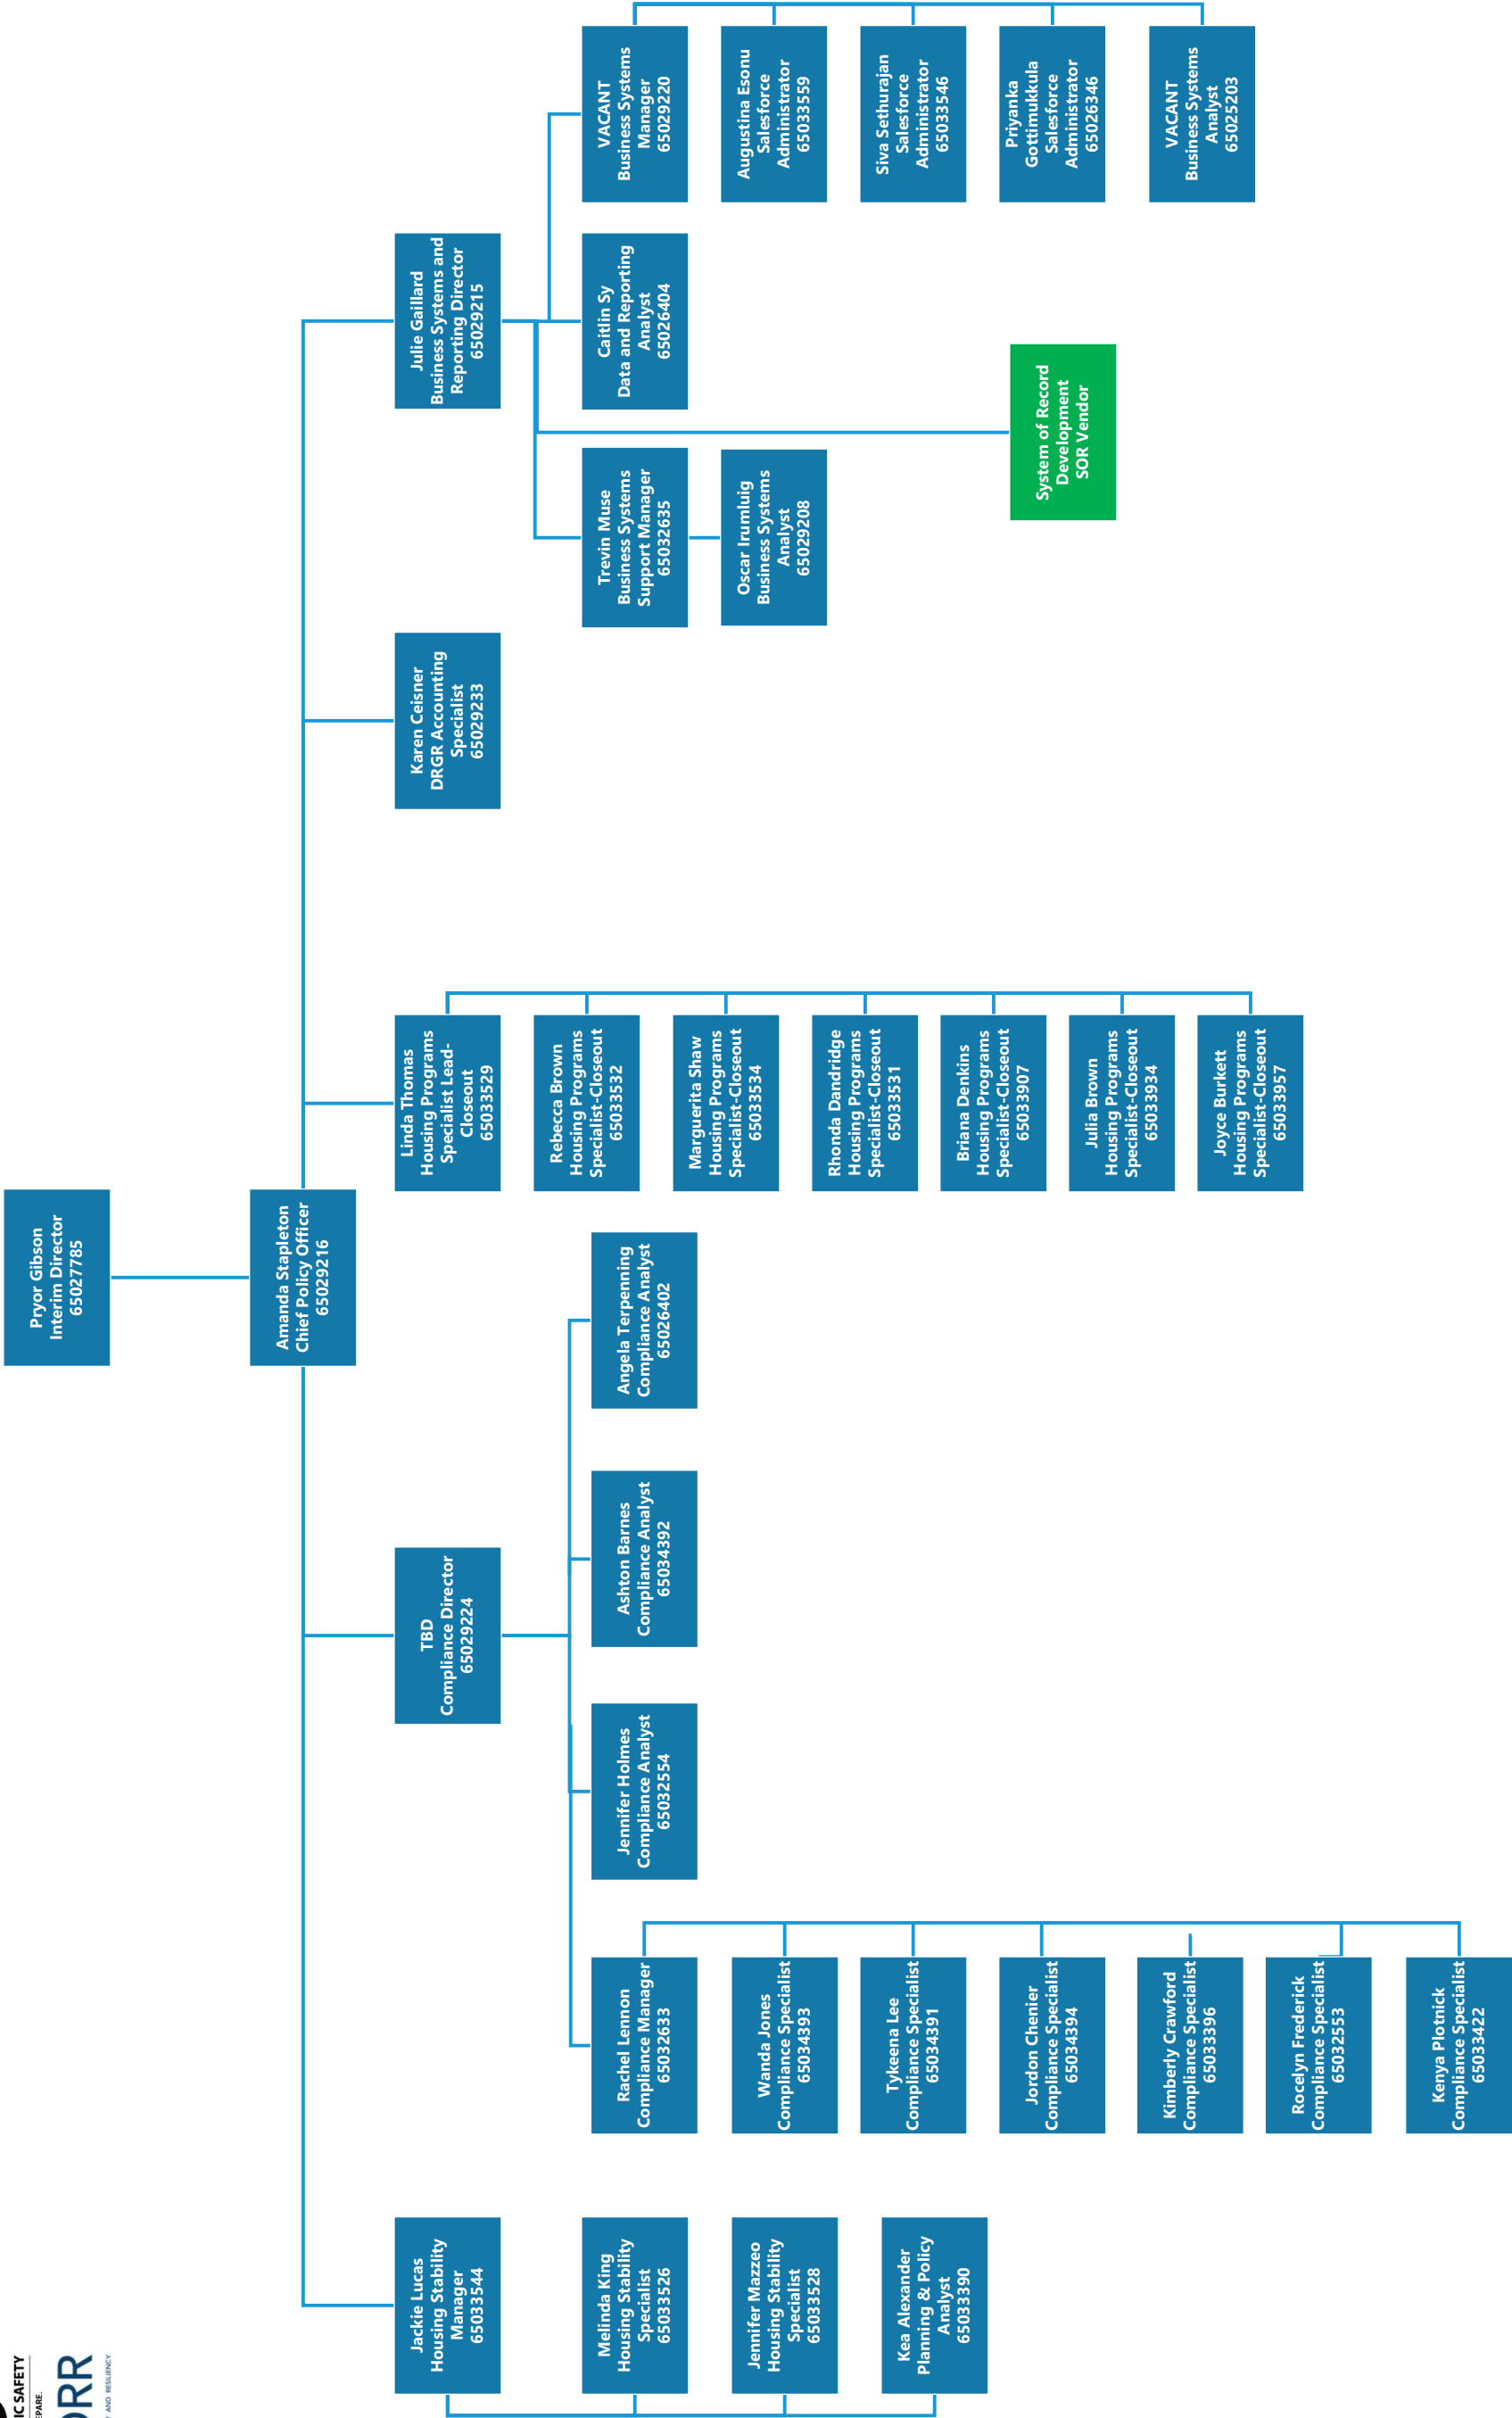 IC SAFETY
EPARE.
ORR
Y AND RESILIENCY
Pryor Gibson
Interim Director
65027785
Amanda Stapleton
Chief Policy Officer
65029216
Jackie Lucas
Housing Stability
Manager
65033544
Melinda King
Housing Stability
Specialist
65033526
Jennifer Mazzeo
Housing Stability
Specialist
65033528
Kea Alexander
Planning & Policy
Analyst
65033390
TBD
Compliance Director
65029224
Rachel Lennon
Compliance Manager
65032633
Wanda Jones
Compliance Specialist
65034393
Tykeena Lee
Compliance Specialist
65034391
Jordon Chenier
Compliance Specialist
65034394
Kimberly Crawford
Compliance Specialist
65033396
Rocelyn Frederick
Compliance Specialist
65032553
Kenya Plotnick
Compliance Specialist
65033422
Jennifer Holmes
Compliance Analyst
65032554
Ashton Barnes
Compliance Analyst
65034392
Angela Terpenning
Compliance Analyst
65026402
Linda Thomas
Housing Programs
Specialist Lead-
Closeout
65033529
Rebecca Brown
Housing Programs
Specialist-Closeout
65033532
Marguerita Shaw
Housing Programs
Specialist-Closeout
65033534
Rhonda Dandridge
Housing Programs
Specialist-Closeout
65033531
Briana Denkins
Housing Programs
Specialist-Closeout
65033907
Julia Brown
Housing Programs
Specialist-Closeout
65033934
Joyce Burkett
Housing Programs
Specialist-Closeout
65033957
Karen Ceisner
DRGR Accounting
Specialist
65029233
Julie Gaillard
Business Systems and
Reporting Director
65029215
Trevin Muse
Business Systems
Support Manager
65032635
Oscar Irumluig
Business Systems
Analyst
65029208
System of Record
Development
SOR Vendor
Caitlin Sy
Data and Reporting
Analyst
65026404
VACANT
Business Systems
Manager
65029220
Augustina Esonu
Salesforce
Administrator
65033559
Siva Sethurajan
Salesforce
Administrator
65033546
Priyanka
Gottimukkula
Salesforce
Administrator
65026346
VACANT
Business Systems
Analyst
65025203